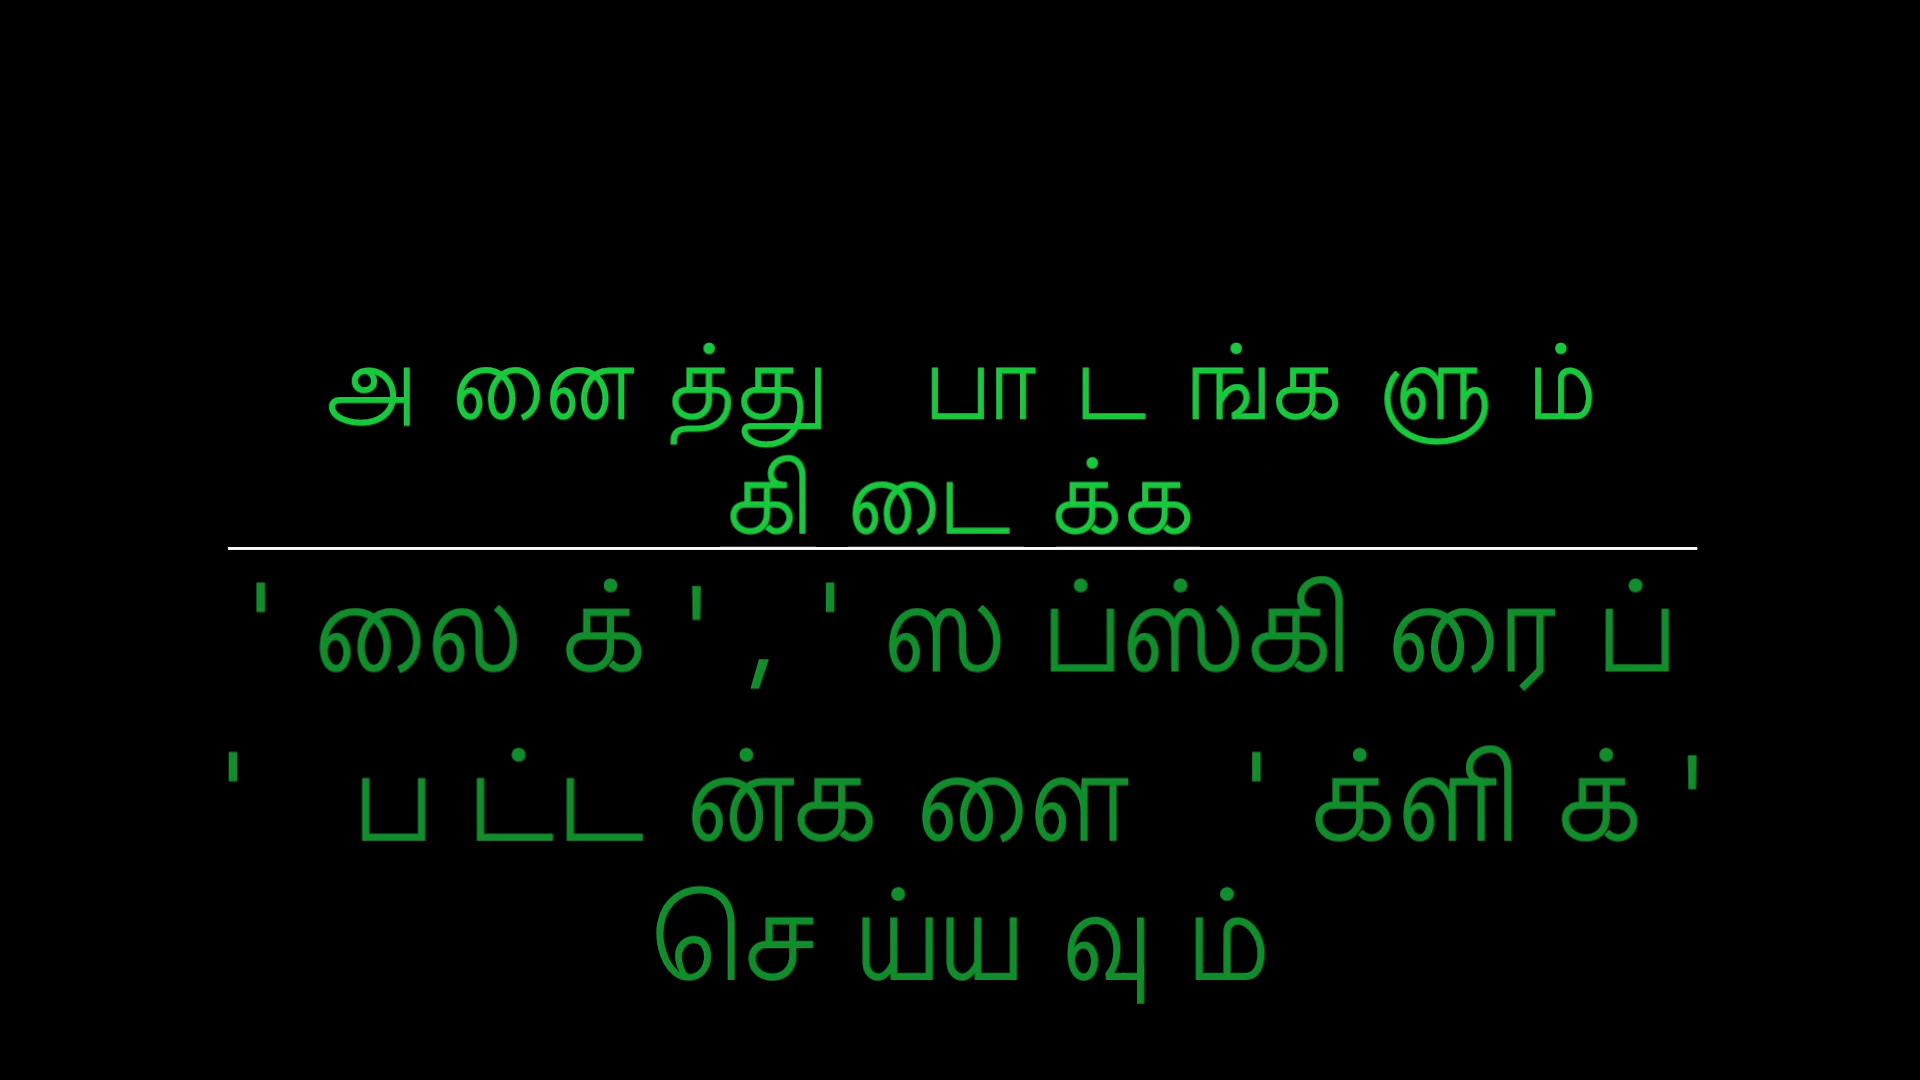 அனைத்து பாடங்களும்
கிடைக்க
'லைக்', 'ஸப்ஸ்கிரைப்
' பட்டன்களை 'க்ளிக்'
செய்யவும்